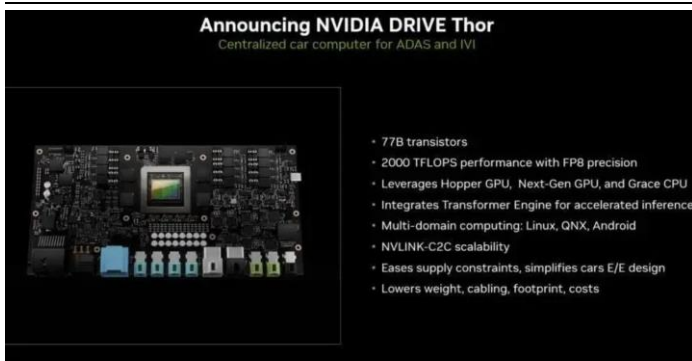 Announcing NVIDIA DRIVE Thor
Centralized car computer for ADAS and IVI
• 77B transistors
• 2000 TFLOPS performance with FP8 precision
• Leverages Hopper GPU, Next-Gen GPU, and Grace CPU
• Integrates Transformer Engine for accelerated inference
• Multi-domain computing: Linux, QNX, Android
• NVLINK-C2C scalability
• Eases supply constraints, simplifies cars E/E design
• Lowers weight, cabling, footprint, costs